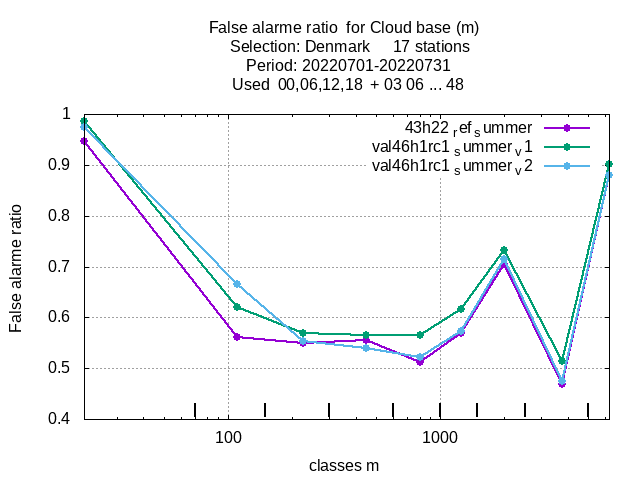 False alarme ratio  for Cloud base (m)
Selection: Denmark     17 stations
Period: 20220701-20220731
Used  00,06,12,18  + 03 06 ... 48
43h22 ref summer
val46h1rc1 summer v1
val46h1rc1 summer v2
1
0.9
0.8
0.7
0.6
0.5
0.4
False alarme ratio
100
1000
classes m